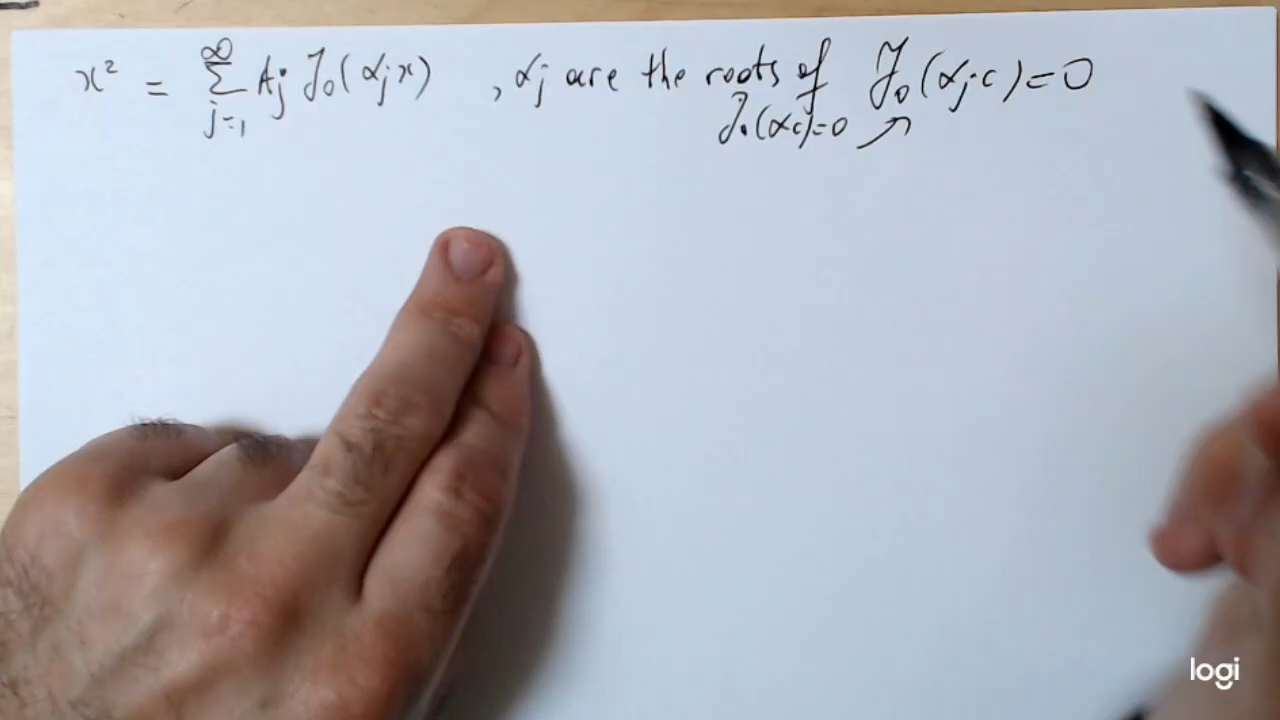 x² = ∑_{j=1}^{∞} A_j J₀(α_j x) , α_j are the roots of J₀(α_j c) = 0
J₀(αc)=0 ↗
logi